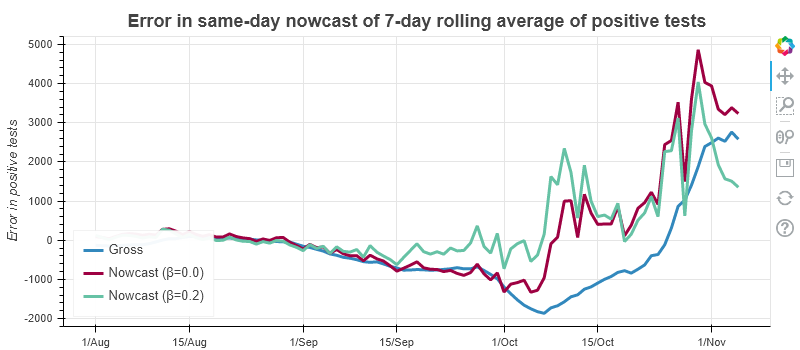 Error in same-day nowcast of 7-day rolling average of positive tests
Error in positive tests
5000
4000
3000
2000
1000
0
-1000
-2000
Gross
Nowcast (β=0.0)
Nowcast (β=0.2)
1/Aug 15/Aug 1/Sep 15/Sep 1/Oct 15/Oct 1/Nov